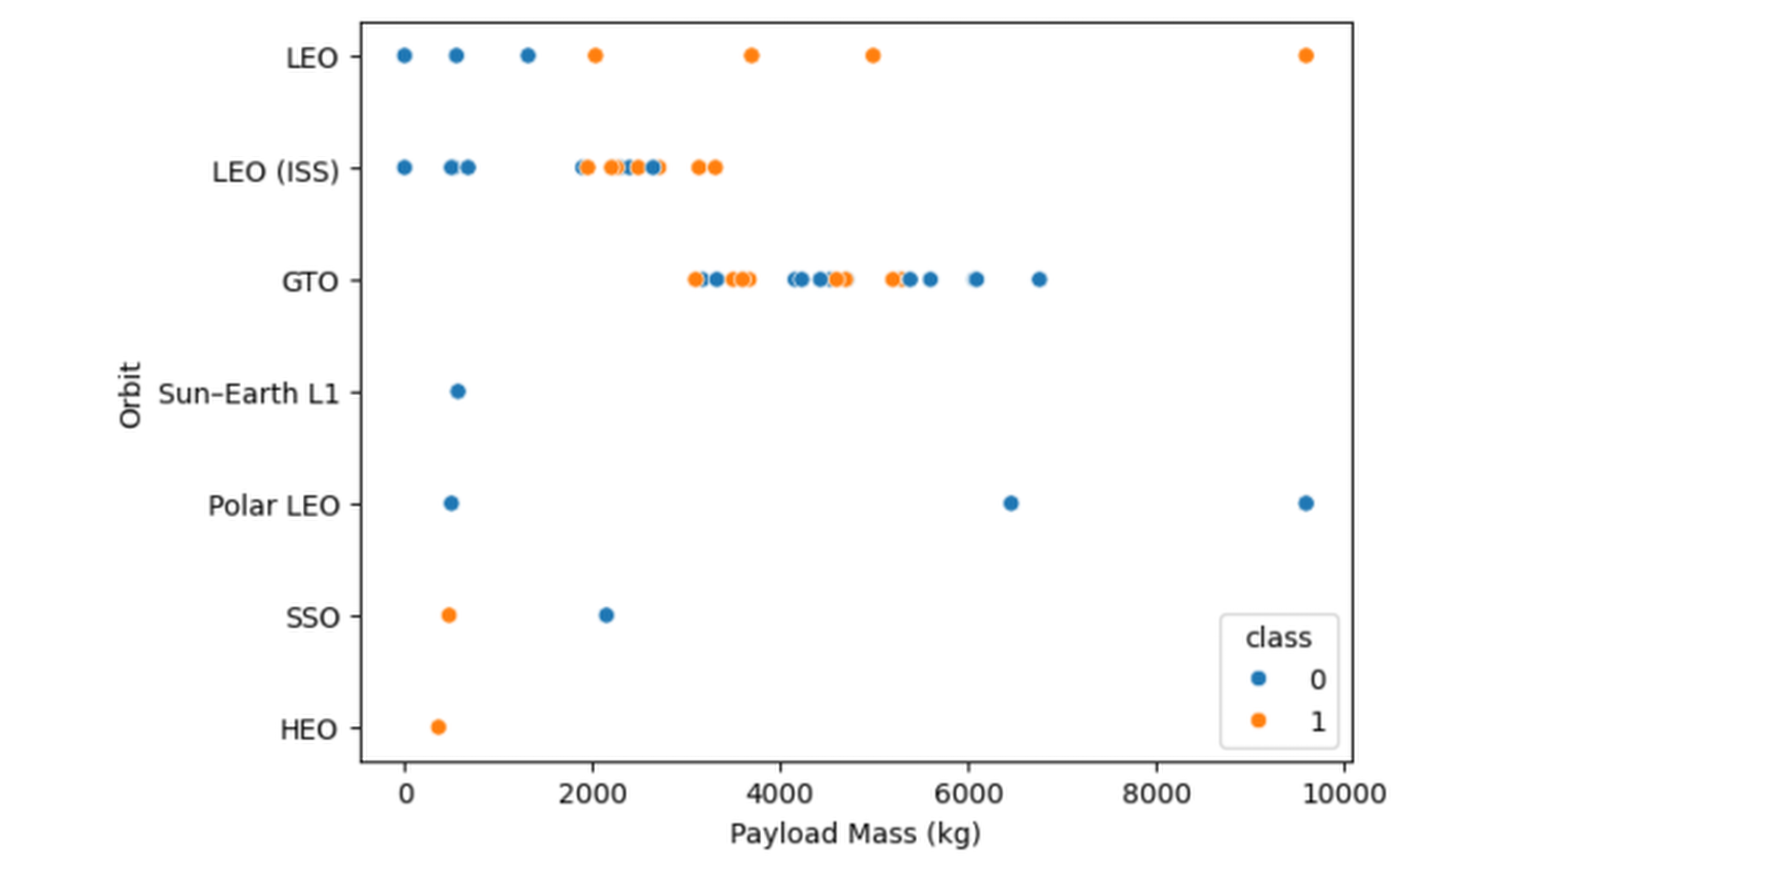 LEO
LEO (ISS)
GTO
Sun–Earth L1
Polar LEO
SSO
HEO
Orbit
class
0
1
0 2000 4000 6000 8000 10000
Payload Mass (kg)